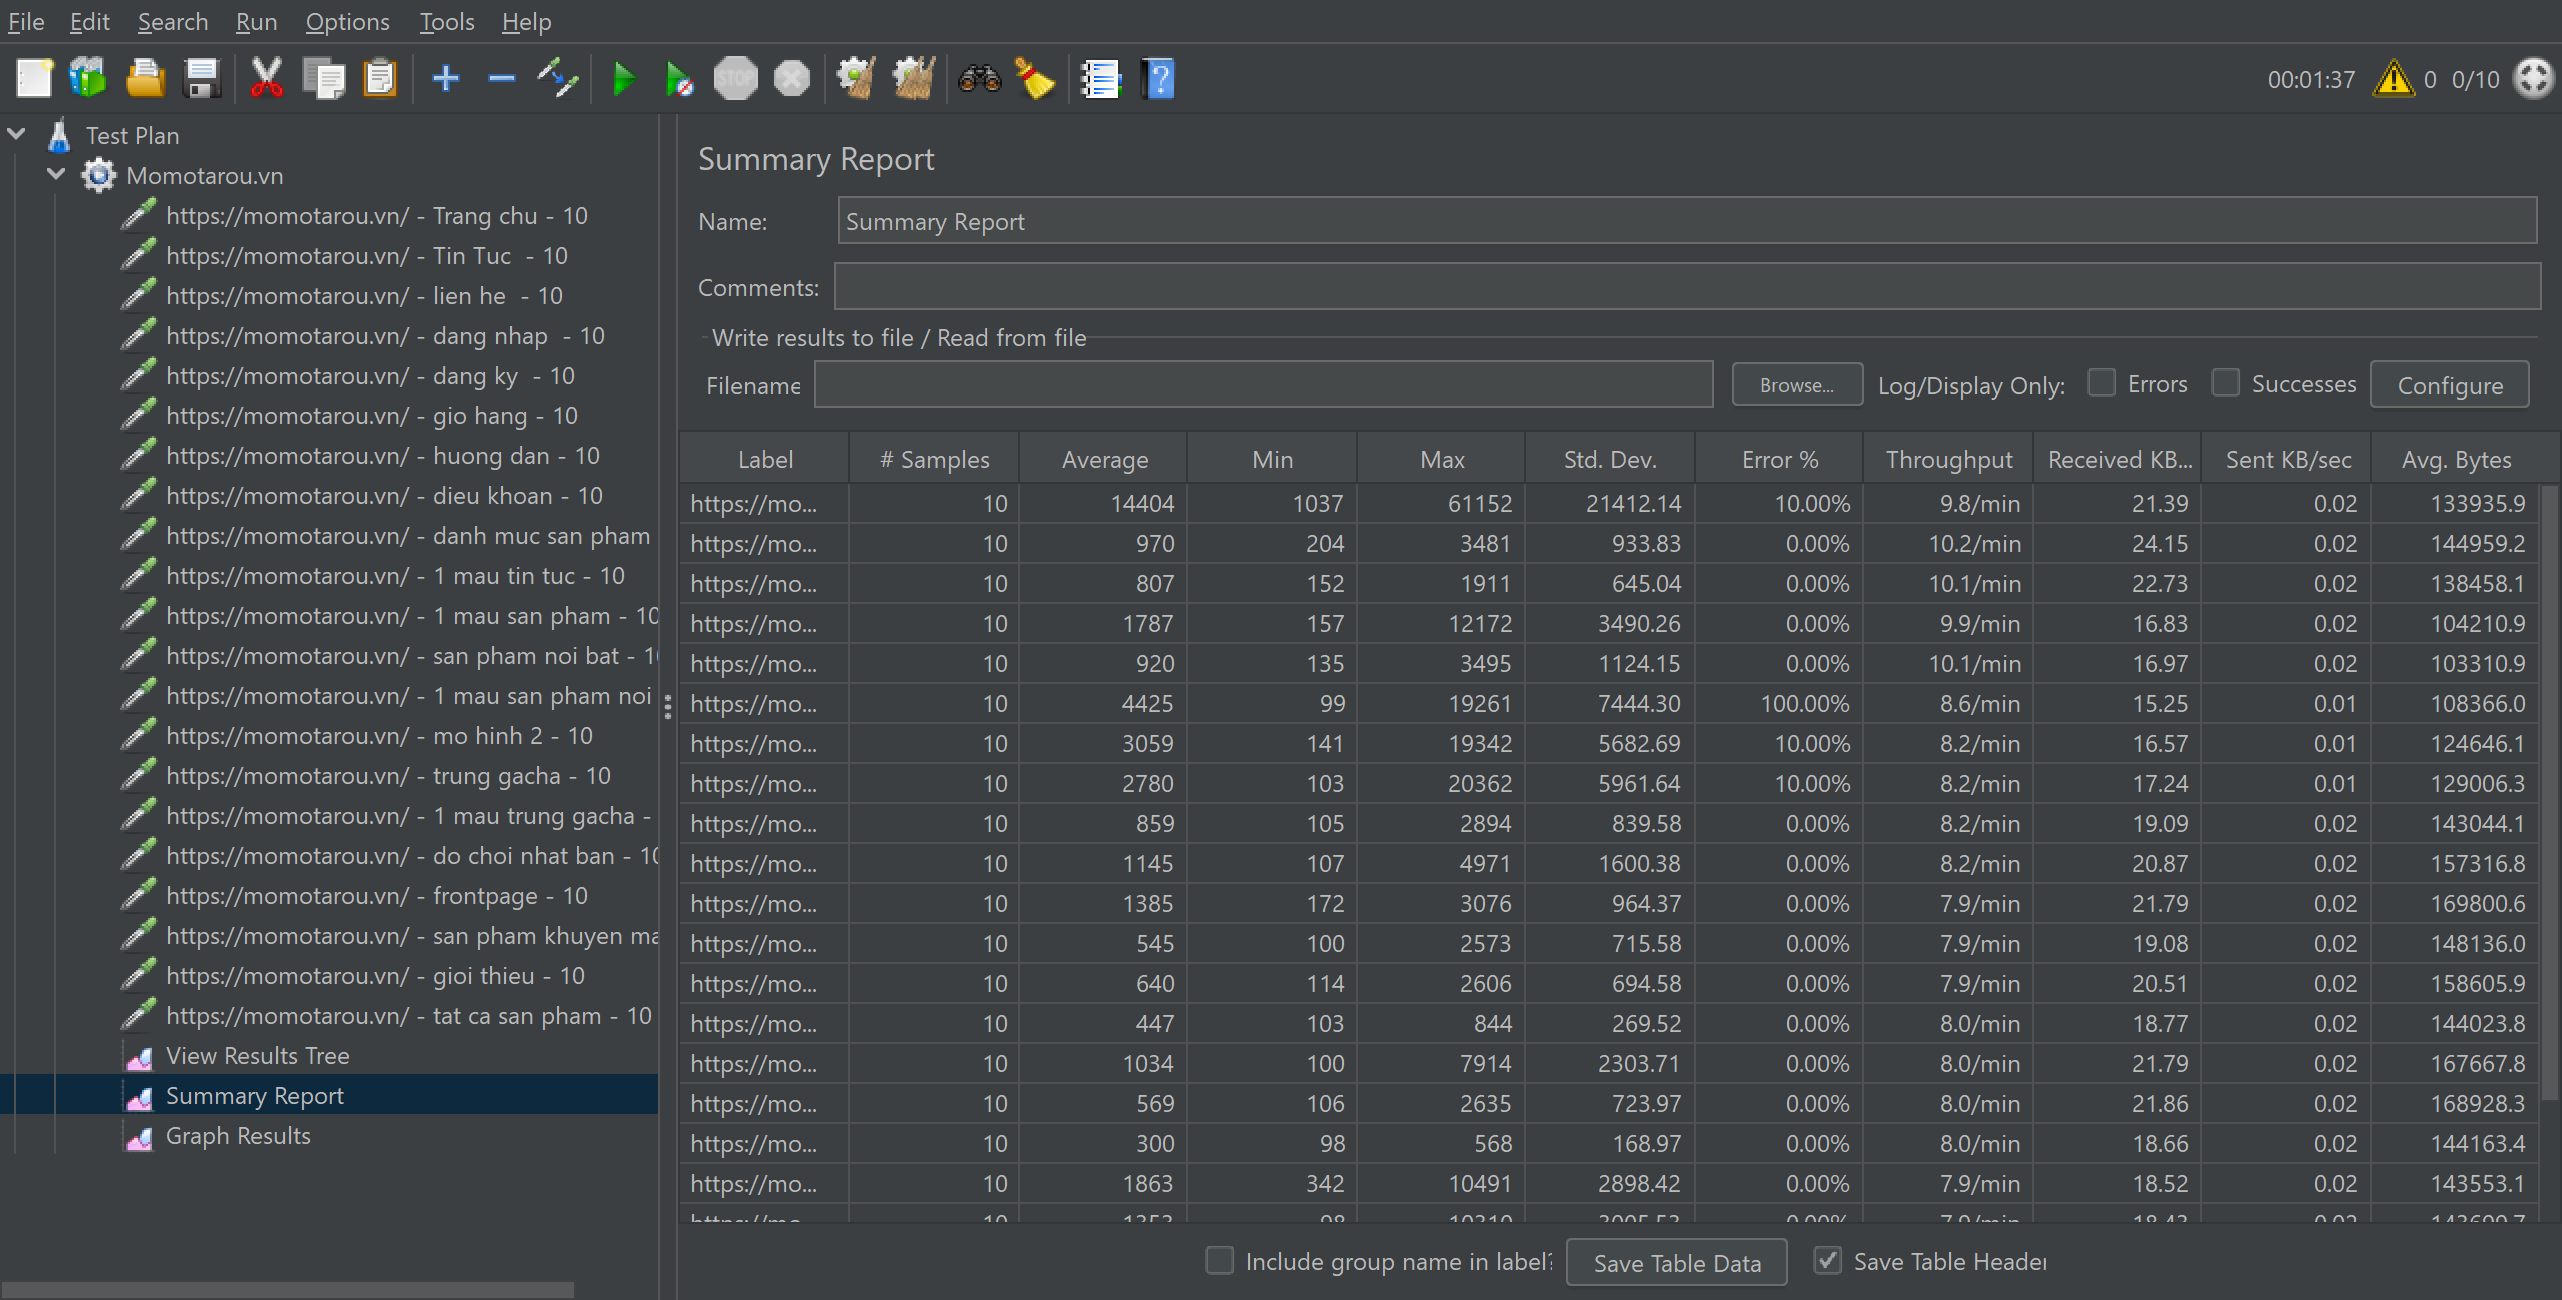 File Edit Search Run Options Tools Help
STOP
00:01:37 0 0/10
Test Plan
Momotarou.vn
https://momotarou.vn/ - Trang chu - 10
https://momotarou.vn/ - Tin Tuc - 10
https://momotarou.vn/ - lien he - 10
https://momotarou.vn/ - dang nhap - 10
https://momotarou.vn/ - dang ky - 10
https://momotarou.vn/ - gio hang - 10
https://momotarou.vn/ - huong dan - 10
https://momotarou.vn/ - dieu khoan - 10
https://momotarou.vn/ - danh muc san pham
https://momotarou.vn/ - 1 mau tin tuc - 10
https://momotarou.vn/ - 1 mau san pham - 10
https://momotarou.vn/ - san pham noi bat - 1
https://momotarou.vn/ - 1 mau san pham noi
https://momotarou.vn/ - mo hinh 2 - 10
https://momotarou.vn/ - trung gacha - 10
https://momotarou.vn/ - 1 mau trung gacha -
https://momotarou.vn/ - do choi nhat ban - 10
https://momotarou.vn/ - frontpage - 10
https://momotarou.vn/ - san pham khuyen ma
https://momotarou.vn/ - gioi thieu - 10
https://momotarou.vn/ - tat ca san pham - 10
View Results Tree
Summary Report
Graph Results
Summary Report
Name: Summary Report
Comments:
Write results to file / Read from file
Filename Browse... Log/Display Only: Errors Successes Configure
Label # Samples Average Min Max Std. Dev. Error % Throughput Received KB... Sent KB/sec Avg. Bytes
https://mo... 10 14404 1037 61152 21412.14 10.00% 9.8/min 21.39 0.02 133935.9
https://mo... 10 970 204 3481 933.83 0.00% 10.2/min 24.15 0.02 144959.2
https://mo... 10 807 152 1911 645.04 0.00% 10.1/min 22.73 0.02 138458.1
https://mo... 10 1787 157 12172 3490.26 0.00% 9.9/min 16.83 0.02 104210.9
https://mo... 10 920 135 3495 1124.15 0.00% 10.1/min 16.97 0.02 103310.9
https://mo... 10 4425 99 19261 7444.30 100.00% 8.6/min 15.25 0.01 108366.0
https://mo... 10 3059 141 19342 5682.69 10.00% 8.2/min 16.57 0.01 124646.1
https://mo... 10 2780 103 20362 5961.64 10.00% 8.2/min 17.24 0.01 129006.3
https://mo... 10 859 105 2894 839.58 0.00% 8.2/min 19.09 0.02 143044.1
https://mo... 10 1145 107 4971 1600.38 0.00% 8.2/min 20.87 0.02 157316.8
https://mo... 10 1385 172 3076 964.37 0.00% 7.9/min 21.79 0.02 169800.6
https://mo... 10 545 100 2573 715.58 0.00% 7.9/min 19.08 0.02 148136.0
https://mo... 10 640 114 2606 694.58 0.00% 7.9/min 20.51 0.02 158605.9
https://mo... 10 447 103 844 269.52 0.00% 8.0/min 18.77 0.02 144023.8
https://mo... 10 1034 100 7914 2303.71 0.00% 8.0/min 21.79 0.02 167667.8
https://mo... 10 569 106 2635 723.97 0.00% 8.0/min 21.86 0.02 168928.3
https://mo... 10 300 98 568 168.97 0.00% 8.0/min 18.66 0.02 144163.4
https://mo... 10 1863 342 10491 2898.42 0.00% 7.9/min 18.52 0.02 143553.1
Include group name in label? Save Table Data Save Table Header